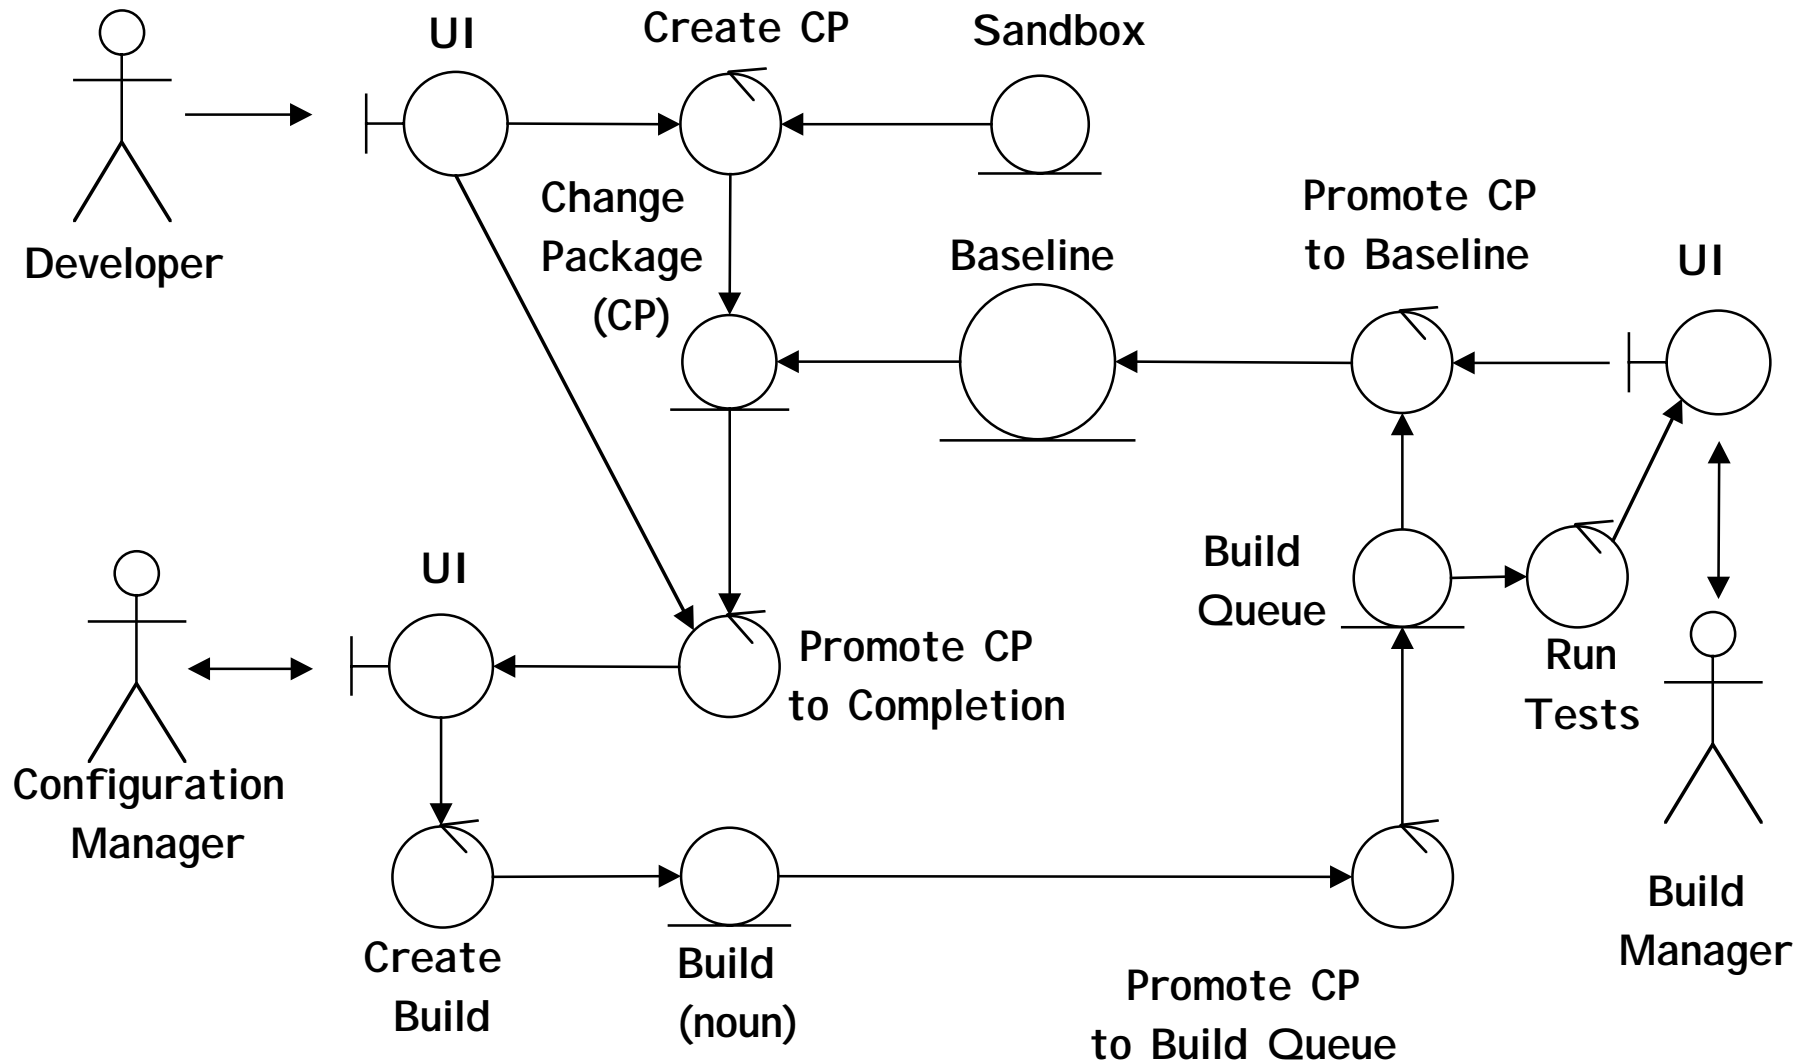 UI
Create CP
Sandbox
Developer
Change
Package
(CP)
Baseline
Promote CP
to Baseline
UI
UI
Build
Queue
Run
Tests
Promote CP
to Completion
Configuration
Manager
Build
Manager
Create
Build
Build
(noun)
Promote CP
to Build Queue